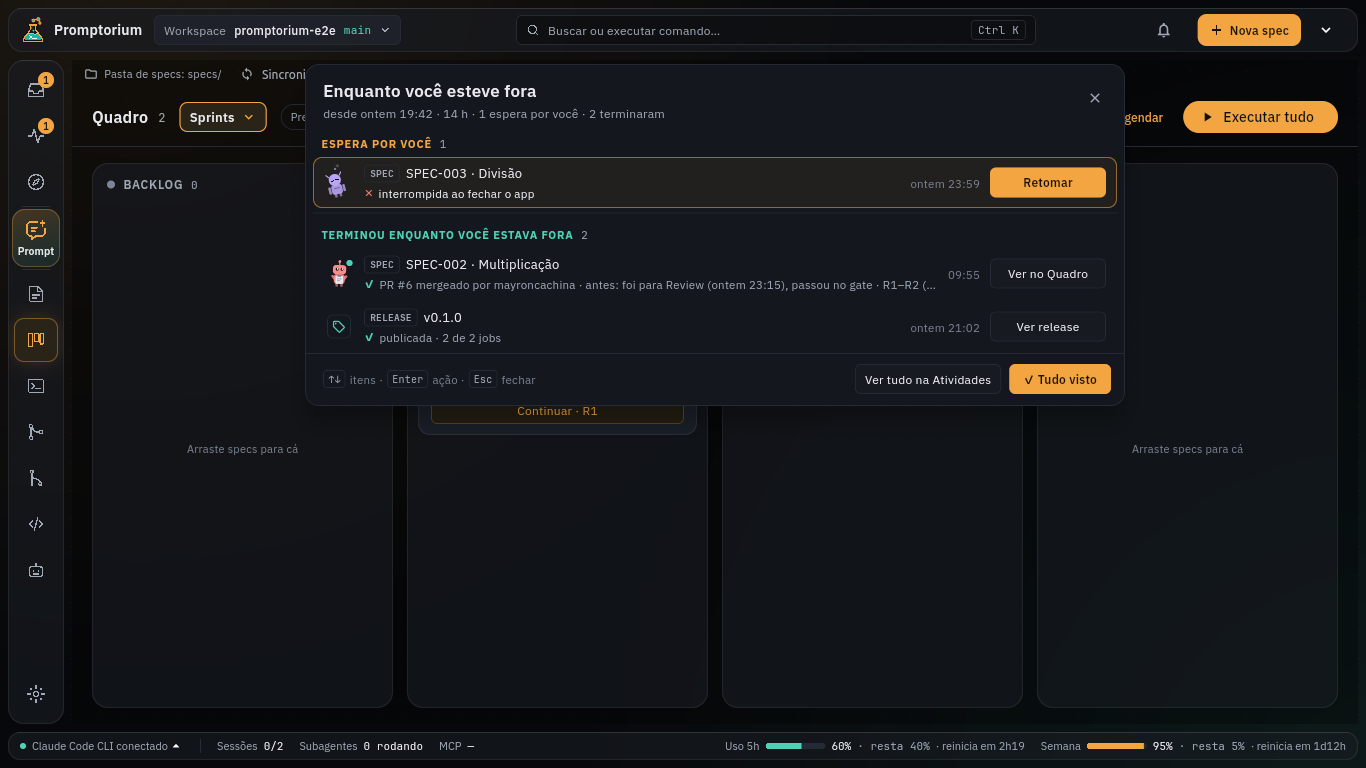 Promptorium
Workspace promptorium-e2e main
Buscar ou executar comando...
Ctrl K
+ Nova spec
1
1
Prompt
Pasta de specs: specs/
Sincroni
Quadro 2
Sprints
Pre
gendar
Executar tudo
BACKLOG 0
Arraste specs para cá
Enquanto você esteve fora
desde ontem 19:42 · 14 h · 1 espera por você · 2 terminaram
ESPERA POR VOCÊ 1
SPEC SPEC-003 · Divisão
✕ interrompida ao fechar o app
ontem 23:59
Retomar
TERMINOU ENQUANTO VOCÊ ESTAVA FORA 2
SPEC SPEC-002 · Multiplicação
✓ PR #6 mergeado por mayroncachina · antes: foi para Review (ontem 23:15), passou no gate · R1–R2 (...
09:55
Ver no Quadro
RELEASE v0.1.0
✓ publicada · 2 de 2 jobs
ontem 21:02
Ver release
↑↓ itens · Enter ação · Esc fechar
Ver tudo na Atividades
✓ Tudo visto
Continuar · R1
Arraste specs para cá
Claude Code CLI conectado
Sessões 0/2
Subagentes 0 rodando
MCP —
Uso 5h 60% · resta 40% · reinicia em 2h19
Semana 95% · resta 5% · reinicia em 1d12h